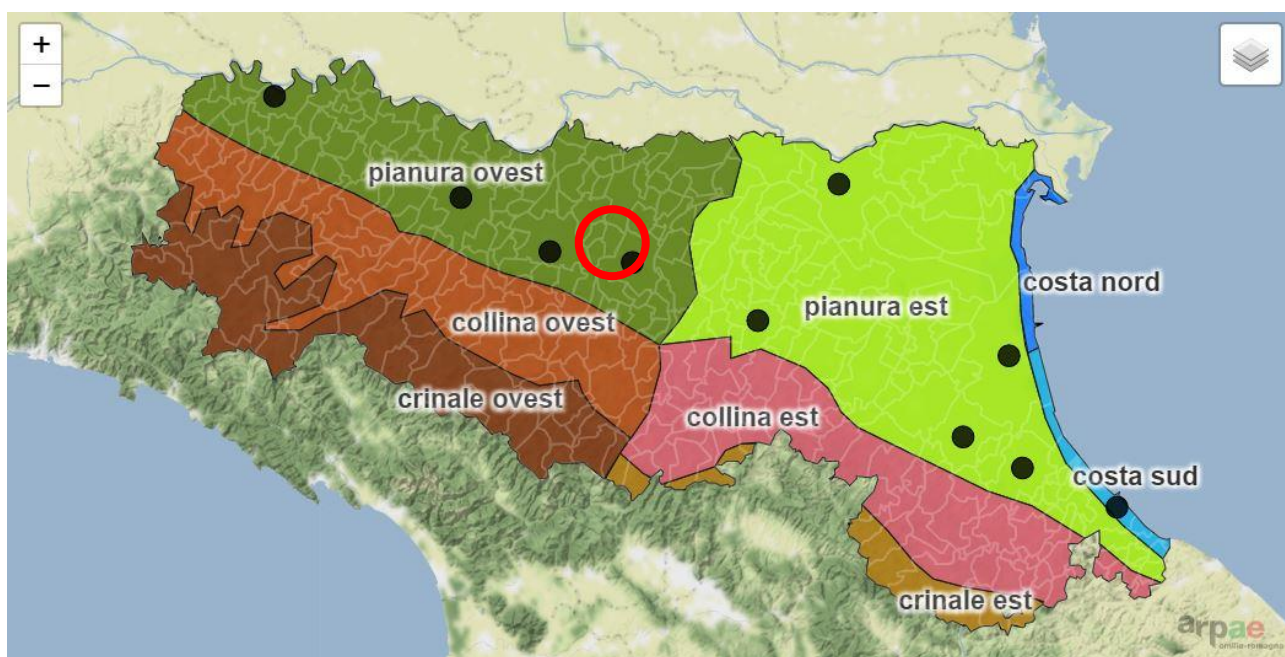 +
−
pianura ovest
costa nord
pianura est
collina ovest
crinale ovest
collina est
costa sud
crinale est
arpae
emilia-romagna